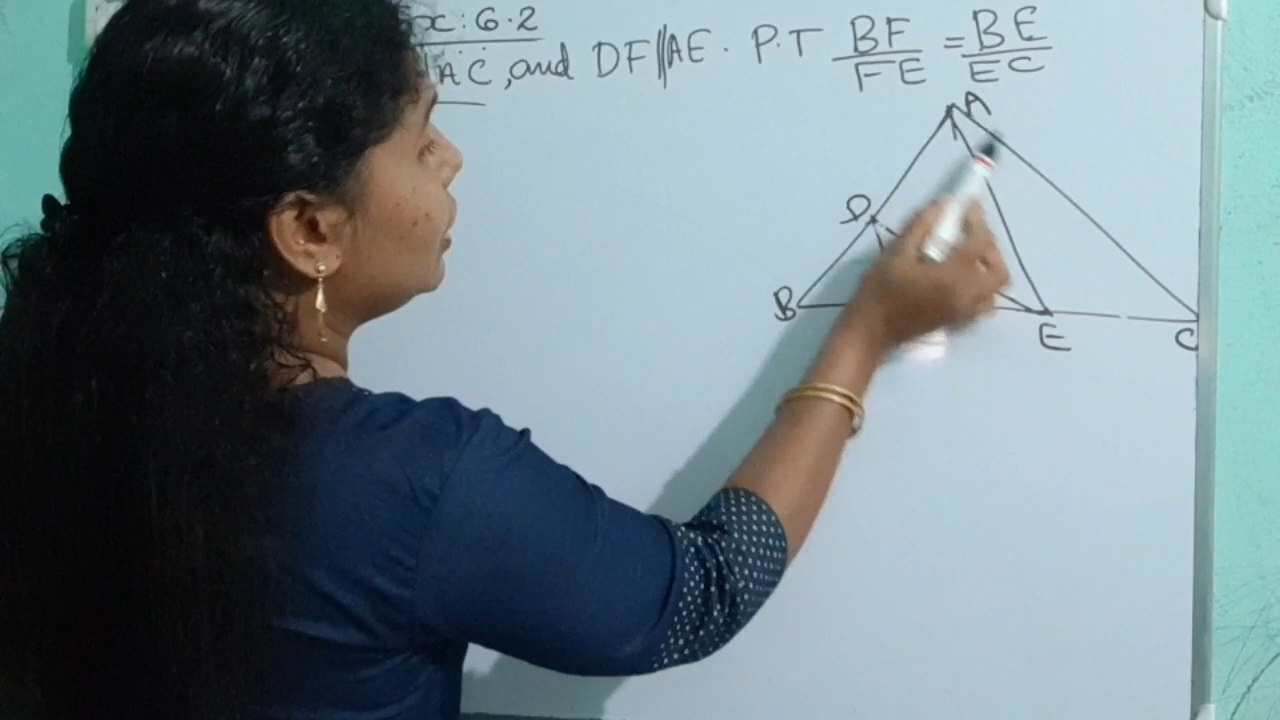 x: 6.2
AC, and DF||AE. P.T BF/FE = BE/EC
A
D
B
E
C